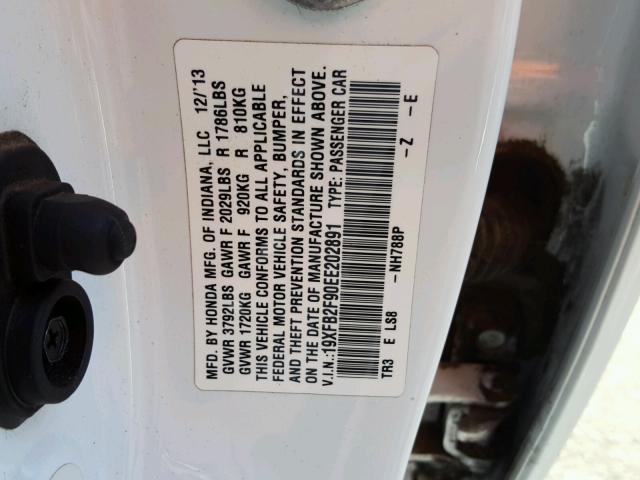 MFD. BY HONDA MFG. OF INDIANA, LLC 12/'13
GVWR 3792LBS GAWR F 2029LBS R 1786LBS
GVWR 1720KG GAWR F 920KG R 810KG
THIS VEHICLE CONFORMS TO ALL APPLICABLE
FEDERAL MOTOR VEHICLE SAFETY, BUMPER,
AND THEFT PREVENTION STANDARDS IN EFFECT
ON THE DATE OF MANUFACTURE SHOWN ABOVE.
V.I.N.:19XFB2F90EE202891 TYPE: PASSENGER CAR
TR3 E LS8 -NH788P -Z -E